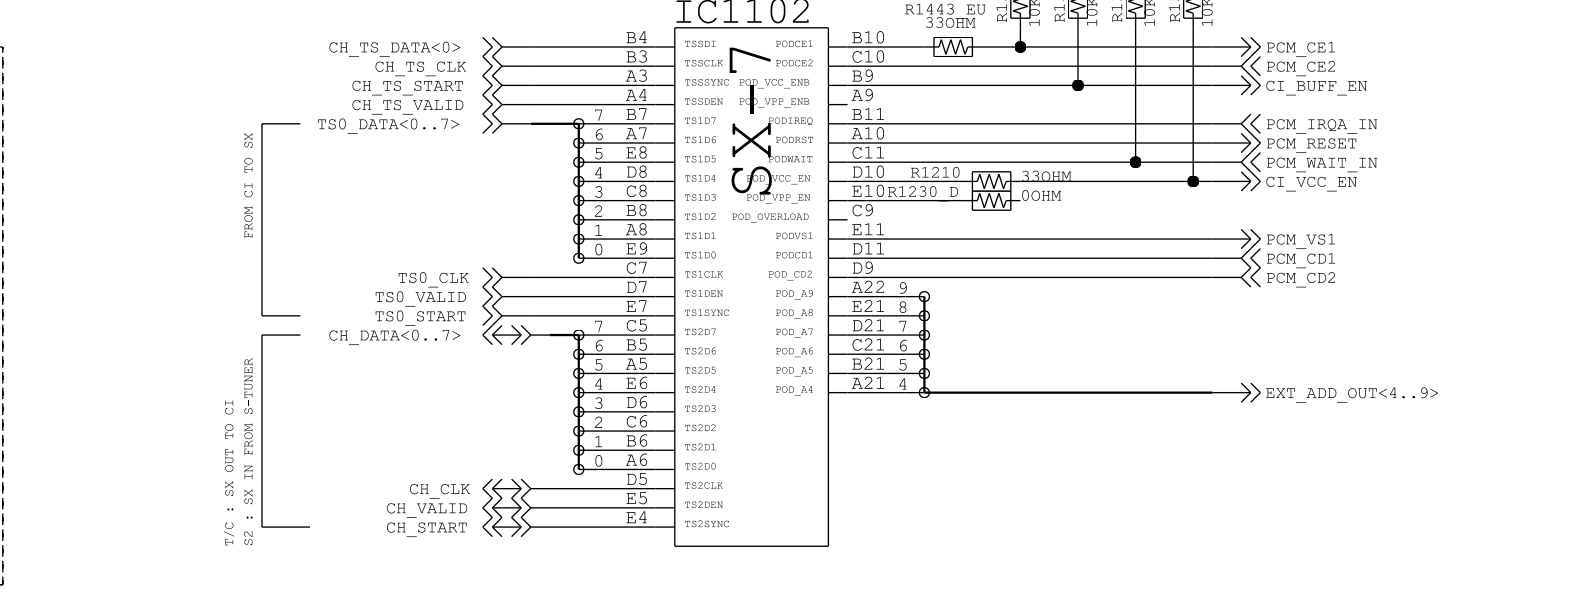 IC1102
SX-7
R1443 EU
33OHM
10K
10K
10K
10K
CH_TS_DATA<0> B4 TSSDI PODCE1 B10 PCM_CE1
CH_TS_CLK B3 TSSCLK PODCE2 C10 PCM_CE2
CH_TS_START A3 TSSSYNC POD_VCC_ENB B9 CI_BUFF_EN
CH_TS_VALID A4 TSSDEN POD_VPP_ENB A9
TS0_DATA<0..7> 7 B7 TS1D7 PODIREQ B11 PCM_IRQA_IN
6 A7 TS1D6 PODRST A10 PCM_RESET
5 E8 TS1D5 PODWAIT C11 PCM_WAIT_IN
4 D8 TS1D4 POD_VCC_EN D10 R1210 33OHM CI_VCC_EN
3 C8 TS1D3 POD_VPP_EN E10 R1230 D 0OHM
2 B8 TS1D2 POD_OVERLOAD C9
1 A8 TS1D1 PODVS1 E11 PCM_VS1
0 E9 TS1D0 PODCD1 D11 PCM_CD1
TS0_CLK C7 TS1CLK POD_CD2 D9 PCM_CD2
TS0_VALID D7 TS1DEN POD_A9 A22 9
TS0_START E7 TS1SYNC POD_A8 E21 8
CH_DATA<0..7> 7 C5 TS2D7 POD_A7 D21 7
6 B5 TS2D6 POD_A6 C21 6
5 A5 TS2D5 POD_A5 B21 5
4 E6 TS2D4 POD_A4 A21 4 EXT_ADD_OUT<4..9>
3 D6 TS2D3
2 C6 TS2D2
1 B6 TS2D1
0 A6 TS2D0
CH_CLK D5 TS2CLK
CH_VALID E5 TS2DEN
CH_START E4 TS2SYNC
FROM CI TO SX
T/C : SX OUT TO CI
S2 : SX IN FROM S-TUNER